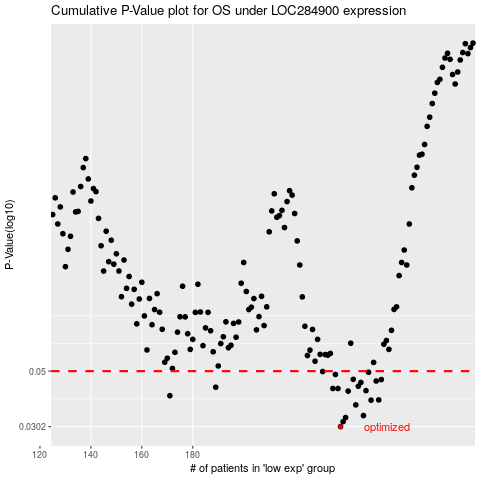 Cumulative P-Value plot for OS under LOC284900 expression
P-Value(log10)
0.05
0.0302
optimized
120 140 160 180
# of patients in 'low exp' group